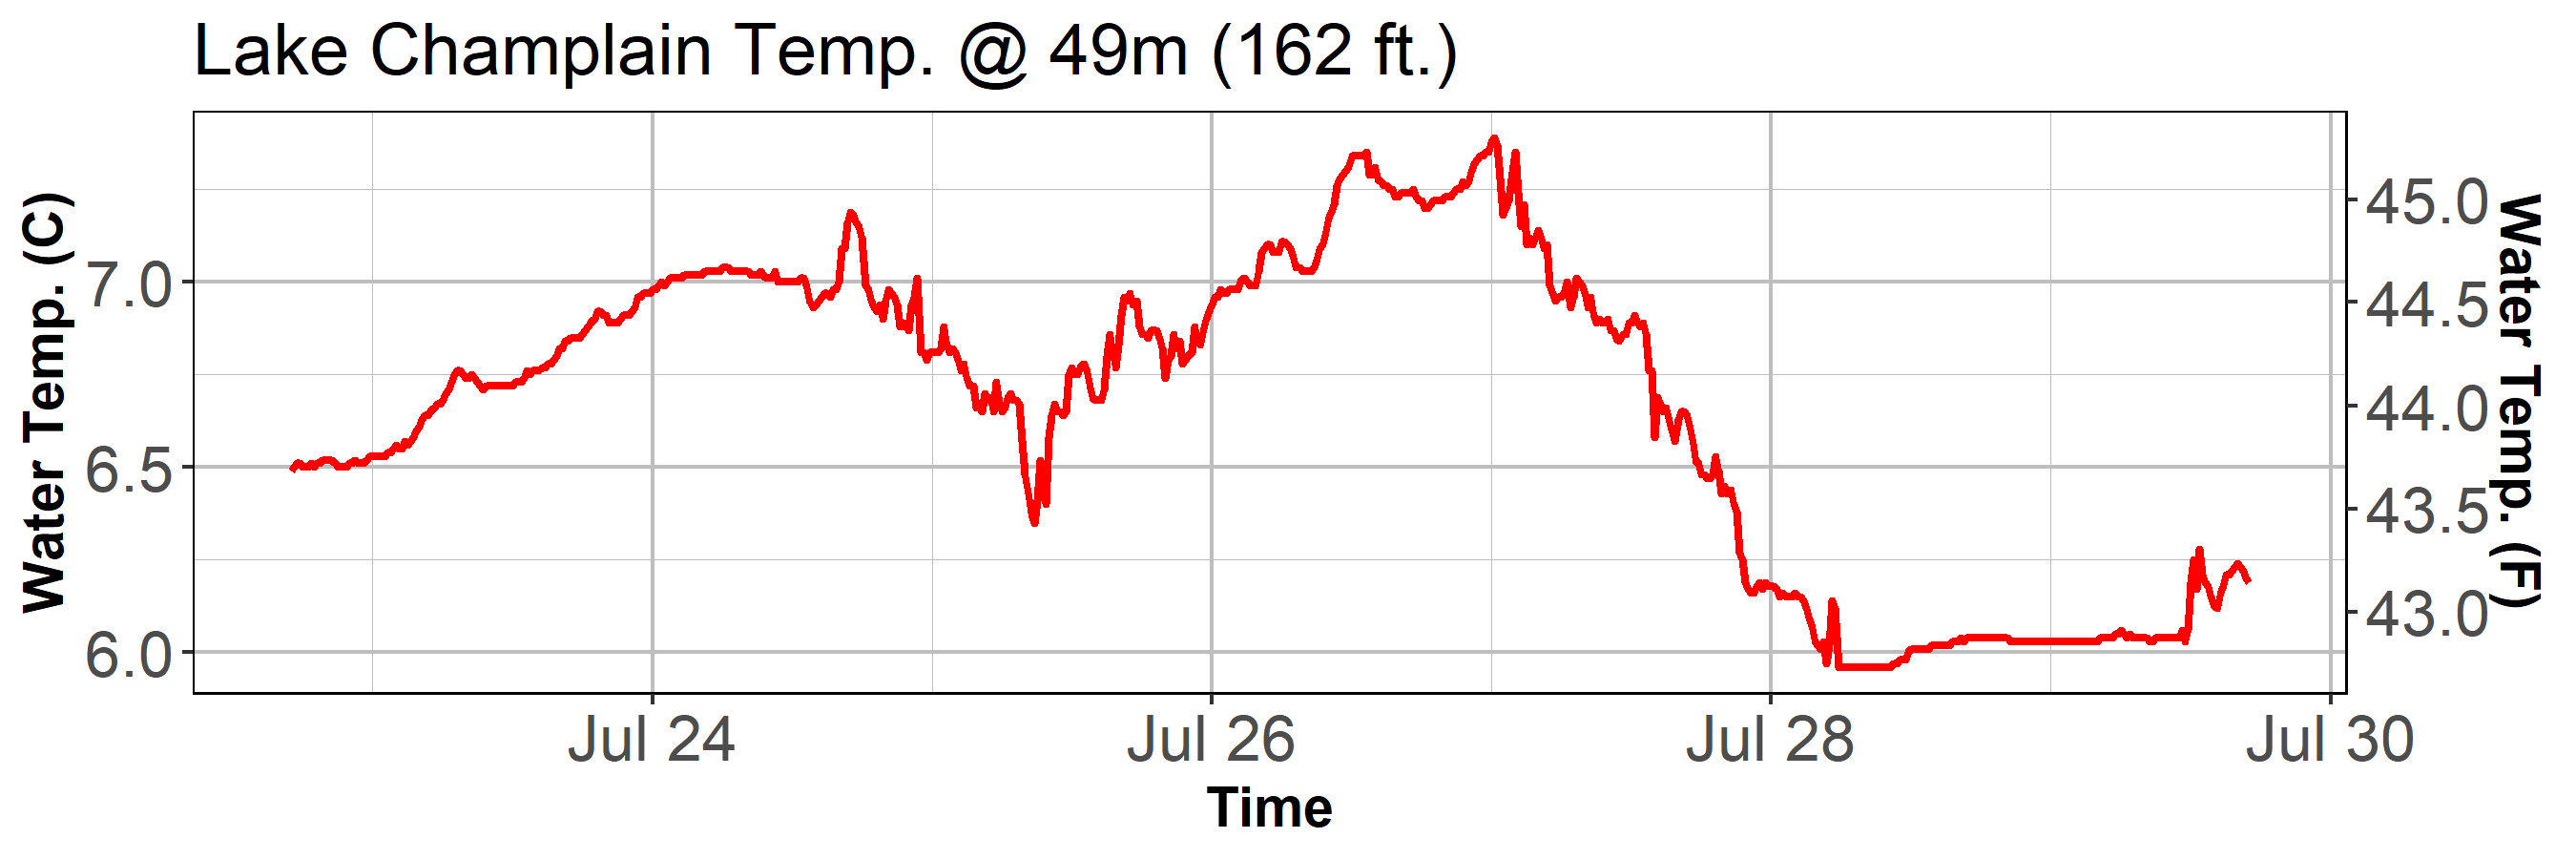 Lake Champlain Temp. @ 49m (162 ft.)
Water Temp. (C)
7.0
6.5
6.0
45.0
44.5
44.0
43.5
43.0
Water Temp. (F)
Jul 24
Jul 26
Jul 28
Jul 30
Time